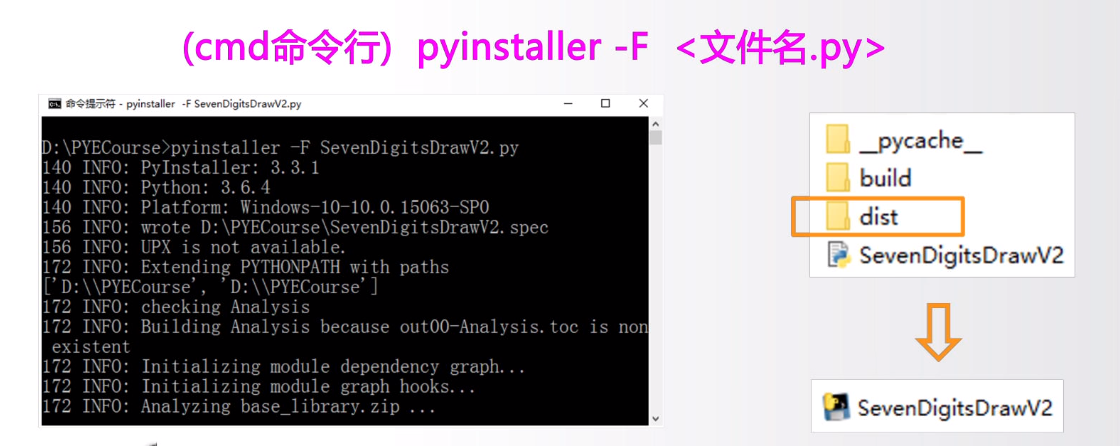 (cmd命令行) pyinstaller -F <文件名.py>
命令提示符 - pyinstaller -F SevenDigitsDrawV2.py
D:\PYECourse>pyinstaller -F SevenDigitsDrawV2.py
140 INFO: PyInstaller: 3.3.1
140 INFO: Python: 3.6.4
140 INFO: Platform: Windows-10-10.0.15063-SP0
156 INFO: wrote D:\PYECourse\SevenDigitsDrawV2.spec
156 INFO: UPX is not available.
172 INFO: Extending PYTHONPATH with paths
['D:\\PYECourse', 'D:\\PYECourse']
172 INFO: checking Analysis
172 INFO: Building Analysis because out00-Analysis.toc is non
existent
172 INFO: Initializing module dependency graph...
172 INFO: Initializing module graph hooks...
172 INFO: Analyzing base_library.zip ...
__pycache__
build
dist
SevenDigitsDrawV2
SevenDigitsDrawV2